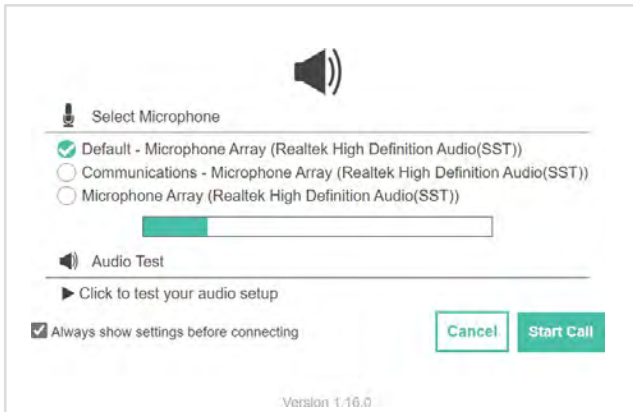 Select Microphone
Default - Microphone Array (Realtek High Definition Audio(SST))
Communications - Microphone Array (Realtek High Definition Audio(SST))
Microphone Array (Realtek High Definition Audio(SST))
Audio Test
Click to test your audio setup
Always show settings before connecting
Cancel
Start Call
Version 1.16.0